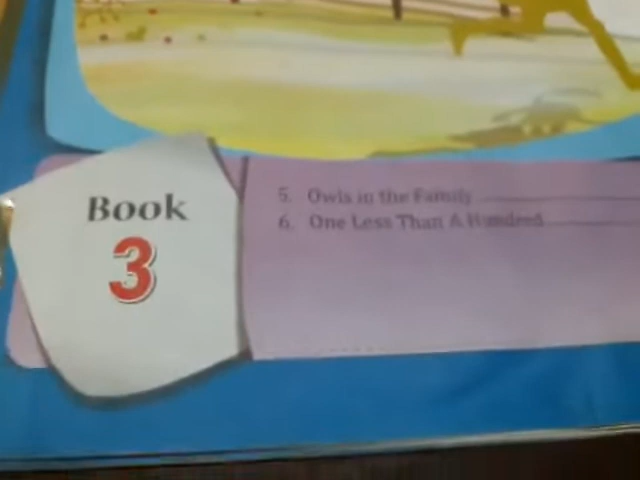 Book
3
5. Owls in the Family
6. One Less Than A Hundred